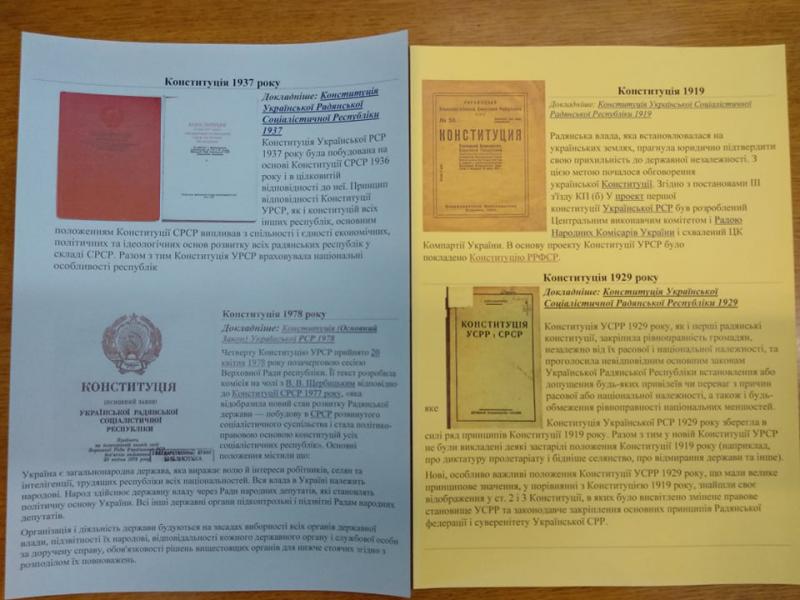 Конституція 1937 року
Докладніше: Конституція
Української Радянської
Соціалістичної Республіки
1937
Конституція Української РСР
1937 року була побудована на
основі Конституції СРСР 1936
року і в цілковитій
відповідності до неї. Принцип
відповідності Конституції
УРСР, як і конституцій всіх
інших республік, основним
положенням Конституції СРСР випливав з спільності і єдності економічних,
політичних та ідеологічних основ розвитку всіх радянських республік у
складі СРСР. Разом з тим Конституція УРСР враховувала національні
особливості республік
Конституція 1978 року
Докладніше: Конституція (Основний
Закон) Української РСР 1978
Четверту Конституцію УРСР прийнято 20
квітня 1978 року позачерговою сесією
Верховної Ради республіки. Її текст розробила
комісія на чолі з В. В. Щербицьким відповідно
до Конституції СРСР 1977 року, «яка
відобразила новий стан розвитку Радянської
держави — побудову в СРСР розвинутого
соціалістичного суспільства і стала політико-
правовою основою конституцій усіх
соціалістичних республік». Основні
положення містили що:
КОНСТИТУЦІЯ
(ОСНОВНИЙ ЗАКОН)
УКРАЇНСЬКОЇ РАДЯНСЬКОЇ
СОЦІАЛІСТИЧНОЇ
РЕСПУБЛІКИ
Україна є загальнонародна держава, яка виражає волю й інтереси робітників, селян та
інтелігенції, трудящих республіки всіх національностей. Вся влада в Україні належить
народові. Народ здійснює державну владу через Ради народних депутатів, які становлять
політичну основу України. Всі інші державні органи підконтрольні і підзвітні Радам народних
депутатів.
Організація і діяльність держави будуються на засадах виборності всіх органів державної
влади, підзвітності їх народові, відповідальності кожного державного органу і службової особи
за доручену справу, обов'язковості рішень вищестоящих органів для нижче стоячих згідно з
розподілом їх повноважень.
Конституція 1919
Докладніше: Конституція Української Соціалістичної
Радянської Республіки 1919
№ 50.
КОНСТИТУЦИЯ
Радянська влада, яка встановлювалася на
українських землях, прагнула юридично підтвердити
свою прихильність до державної незалежності. З
цією метою почалося обговорення
української Конституції. Згідно з постановами III
з'їзду КП (б) У проект першої
конституції Української РСР був розроблений
Центральним виконавчим комітетом і Радою
Народних Комісарів України і схвалений ЦК
Компартії України. В основу проекту Конституції УРСР було
покладено Конституцію РРФСР.
Конституція 1929 року
Докладніше: Конституція Української
Соціалістичної Радянської Республіки 1929
КОНСТИТУЦІЯ
УСРР і СРСР
Конституція УСРР 1929 року, як і перші радянські
конституції, закріпила рівноправність громадян,
незалежно від їх расової і національної належності, та
проголосила невідповідним основним законам
Української Радянської Республіки встановлення або
допущення будь-яких привілеїв чи переваг з причин
расової або національної належності, а також і будь-
яке
обмеження рівноправності національних меншостей.
Конституція Української РСР 1929 року зберегла в
силі ряд принципів Конституції 1919 року. Разом з тим у новій Конституції УРСР
не були викладені деякі застарілі положення Конституції 1919 року (наприклад,
про диктатуру пролетаріату і бідніше селянство, про відмирання держави та інше).
Нові, особливо важливі положення Конституції УСРР 1929 року, що мали велике
принципове значення, у порівнянні з Конституцією 1919 року, знайшли своє
відображення у ст. 2 і 3 Конституції, в яких було висвітлено змінене правове
становище УСРР та законодавче закріплення основних принципів Радянської
федерації і суверенітету Української СРР.